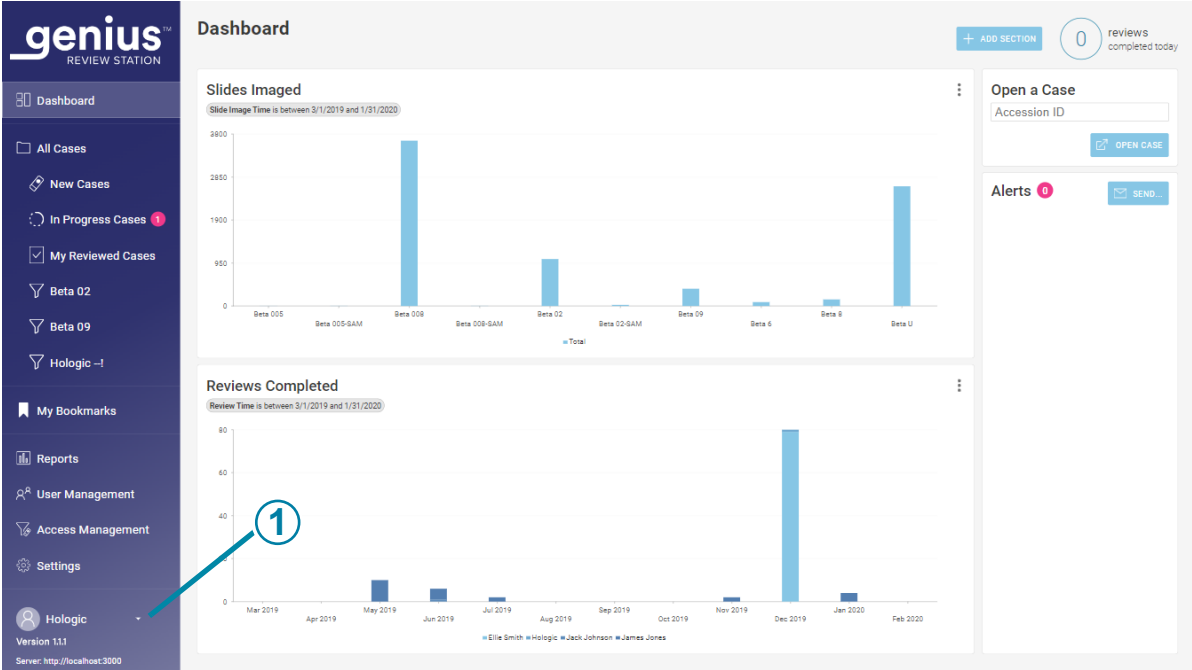 genius™
REVIEW STATION
Dashboard
All Cases
New Cases
In Progress Cases 1
My Reviewed Cases
Beta 02
Beta 09
Hologic --!
My Bookmarks
Reports
User Management
Access Management
Settings
Hologic
Version 1.1.1
Server: http://localhost:3000
Dashboard
+ ADD SECTION
0 reviews
completed today
Slides Imaged
Slide Image Time is between 3/1/2019 and 1/31/2020
3800
2850
1900
950
0
Beta 005
Beta 005-SAM
Beta 008
Beta 008-SAM
Beta 02
Beta 02-SAM
Beta 09
Beta 6
Beta 8
Beta U
Total
Reviews Completed
Review Time is between 3/1/2019 and 1/31/2020
80
60
40
0
Mar 2019
Apr 2019
May 2019
Jun 2019
Jul 2019
Aug 2019
Sep 2019
Oct 2019
Nov 2019
Dec 2019
Jan 2020
Feb 2020
Ellie Smith Hologic Jack Johnson James Jones
1
Open a Case
Accession ID
OPEN CASE
Alerts 0
SEND...